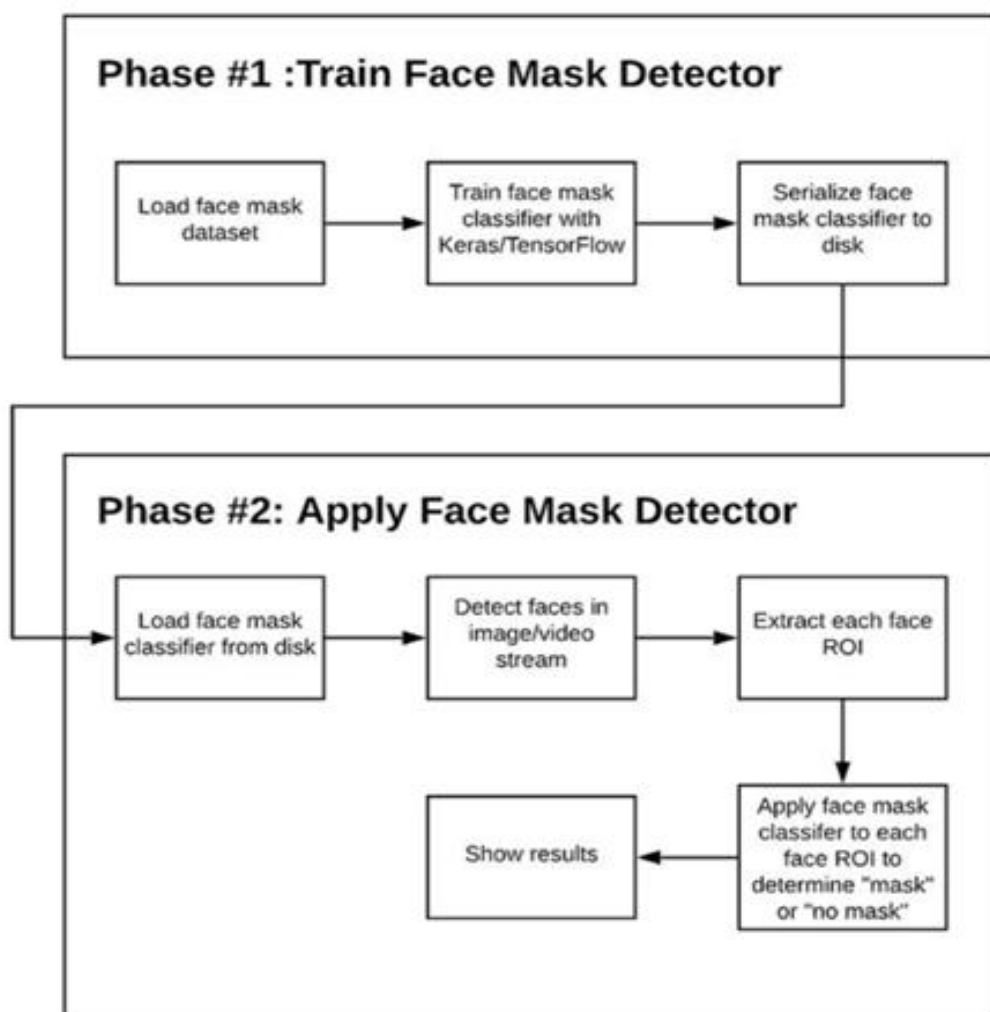 Phase #1 :Train Face Mask Detector
Load face mask
dataset
Train face mask
classifier with
Keras/TensorFlow
Serialize face
mask classifier to
disk
Phase #2: Apply Face Mask Detector
Load face mask
classifier from disk
Detect faces in
image/video
stream
Extract each face
ROI
Apply face mask
classifer to each
face ROI to
determine "mask"
or "no mask"
Show results